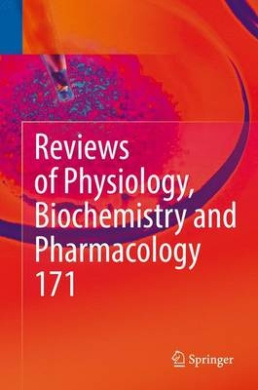 Reviews
of Physiology,
Biochemistry and
Pharmacology
171
Springer